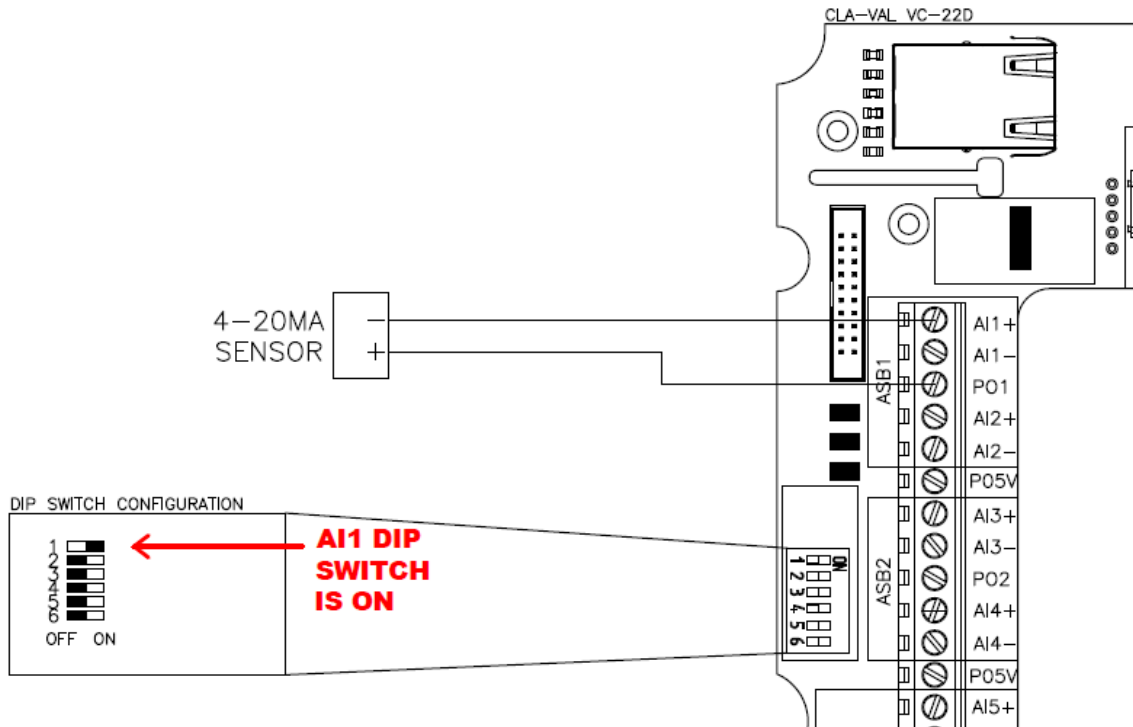 CLA-VAL VC-22D
4-20MA
SENSOR
-
+
ASB1
AI1+
AI1-
PO1
AI2+
AI2-
P05V
ASB2
AI3+
AI3-
PO2
AI4+
AI4-
P05V
AI5+
DIP SWITCH CONFIGURATION
1
2
3
4
5
6
OFF ON
AI1 DIP
SWITCH
IS ON
ON
1
2
3
4
5
6